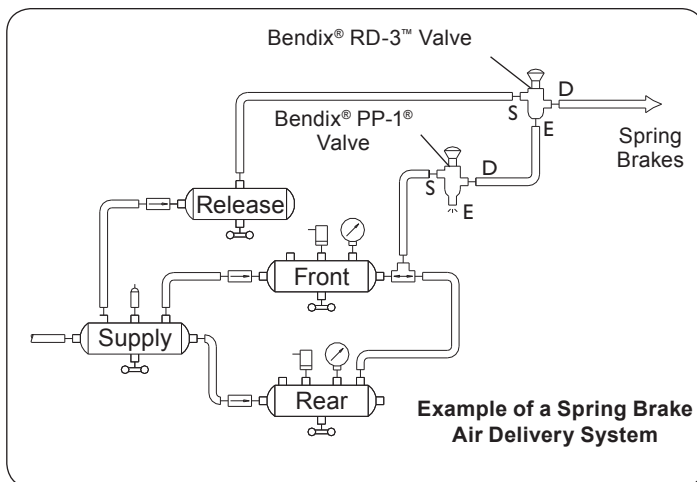 Bendix® RD-3™ Valve
D
S
E
Bendix® PP-1®
Valve
Spring
Brakes
D
S
E
Release
Front
Supply
Rear
Example of a Spring Brake
Air Delivery System